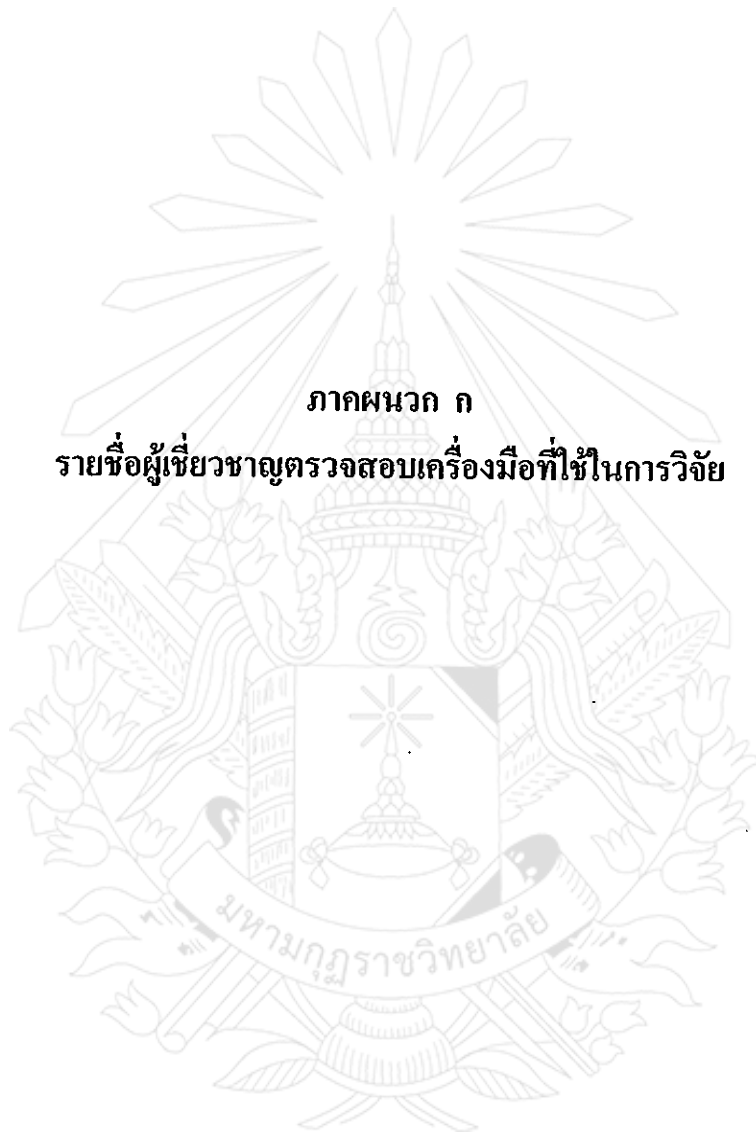 ภาคผนวก ก
รายชื่อผู้เชี่ยวชาญตรวจสอบเครื่องมือที่ใช้ในการวิจัย
มหามกุฏราชวิทยาลัย